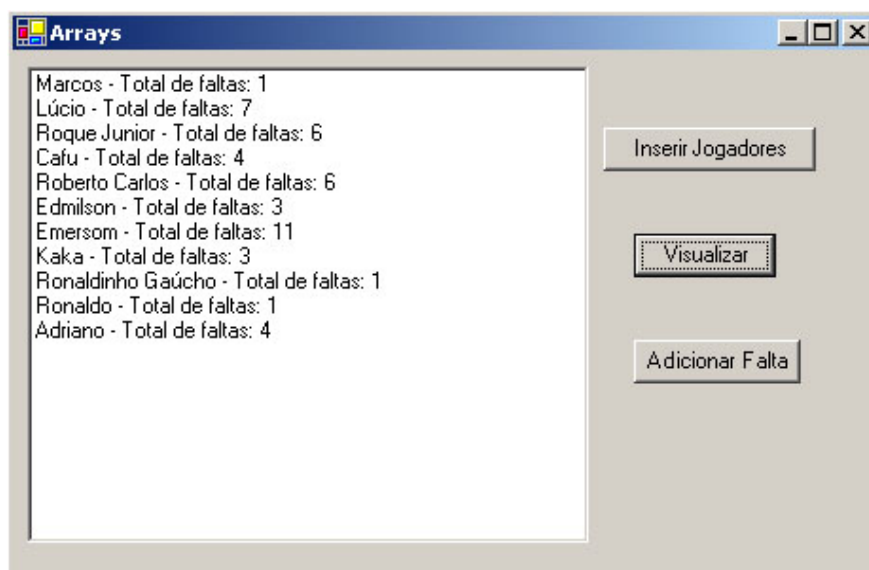 Arrays
Marcos - Total de faltas: 1
Lúcio - Total de faltas: 7
Roque Junior - Total de faltas: 6
Cafu - Total de faltas: 4
Roberto Carlos - Total de faltas: 6
Edmilson - Total de faltas: 3
Emersom - Total de faltas: 11
Kaka - Total de faltas: 3
Ronaldinho Gaúcho - Total de faltas: 1
Ronaldo - Total de faltas: 1
Adriano - Total de faltas: 4
Inserir Jogadores
Visualizar
Adicionar Falta